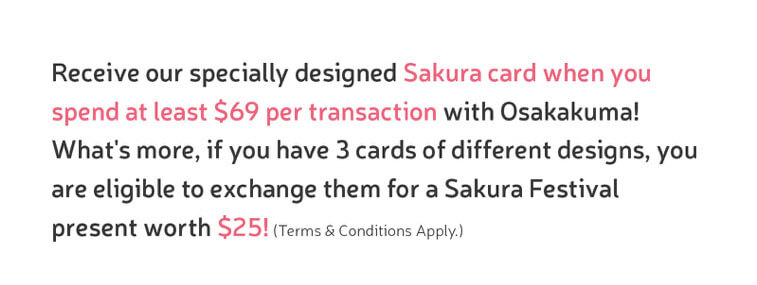 Receive our specially designed Sakura card when you
spend at least $69 per transaction with Osakakuma!
What's more, if you have 3 cards of different designs, you
are eligible to exchange them for a Sakura Festival
present worth $25! (Terms & Conditions Apply.)